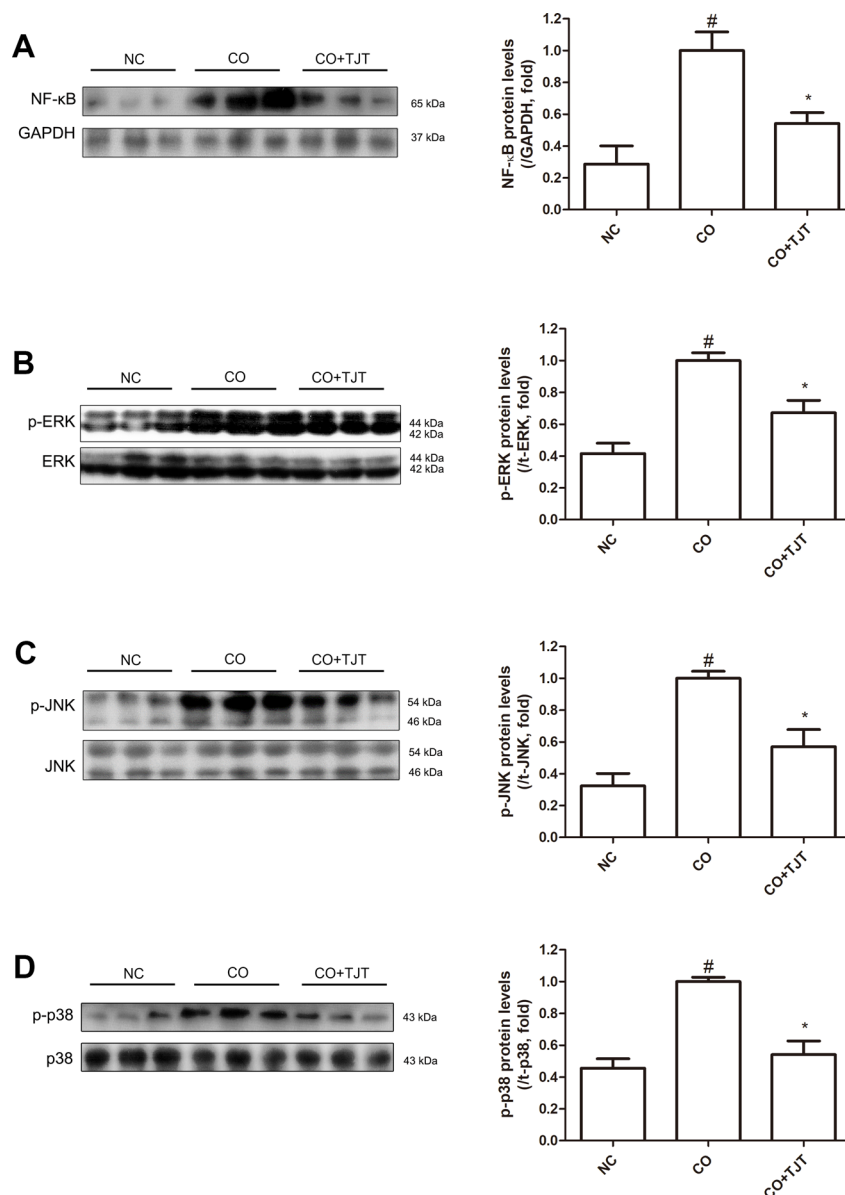 A
NC CO CO+TJT
NF-κB 65 kDa
GAPDH 37 kDa
NF-κB protein levels
(/GAPDH, fold)
1.2
1.0
0.8
0.6
0.4
0.2
0.0
#
*
NC CO CO+TJT
B
NC CO CO+TJT
p-ERK 44 kDa
42 kDa
ERK 44 kDa
42 kDa
p-ERK protein levels
(/t-ERK, fold)
1.2
1.0
0.8
0.6
0.4
0.2
0.0
#
*
NC CO CO+TJT
C
NC CO CO+TJT
p-JNK 54 kDa
46 kDa
JNK 54 kDa
46 kDa
p-JNK protein levels
(/t-JNK, fold)
1.2
1.0
0.8
0.6
0.4
0.2
0.0
#
*
NC CO CO+TJT
D
NC CO CO+TJT
p-p38 43 kDa
p38 43 kDa
p-p38 protein levels
(/t-p38, fold)
1.2
1.0
0.8
0.6
0.4
0.2
0.0
#
*
NC CO CO+TJT